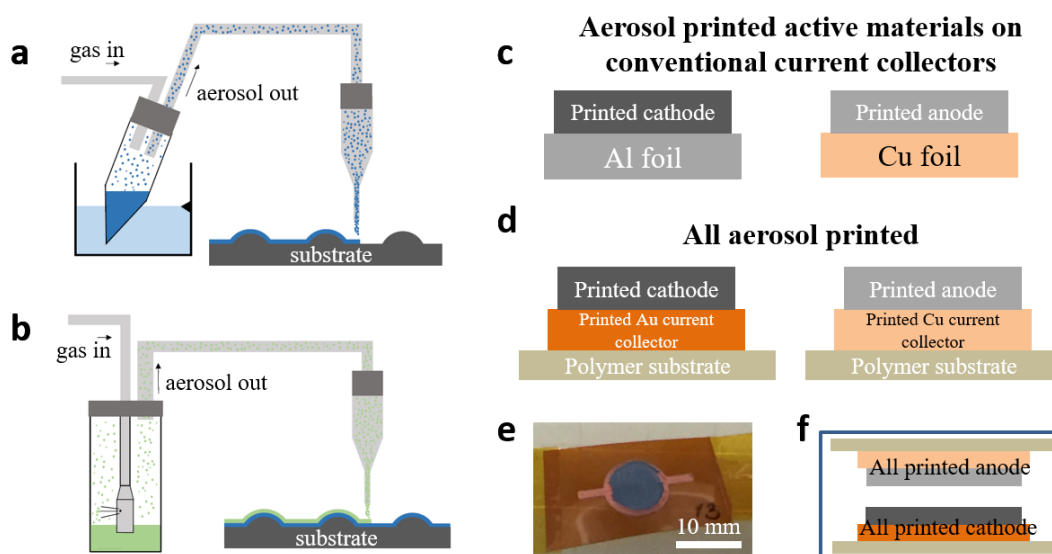 a
gas in
aerosol out
substrate
b
gas in
aerosol out
substrate
c
Aerosol printed active materials on
conventional current collectors
Printed cathode
Al foil
Printed anode
Cu foil
d
All aerosol printed
Printed cathode
Printed Au current
collector
Polymer substrate
Printed anode
Printed Cu current
collector
Polymer substrate
e
13
10 mm
f
All printed anode
All printed cathode